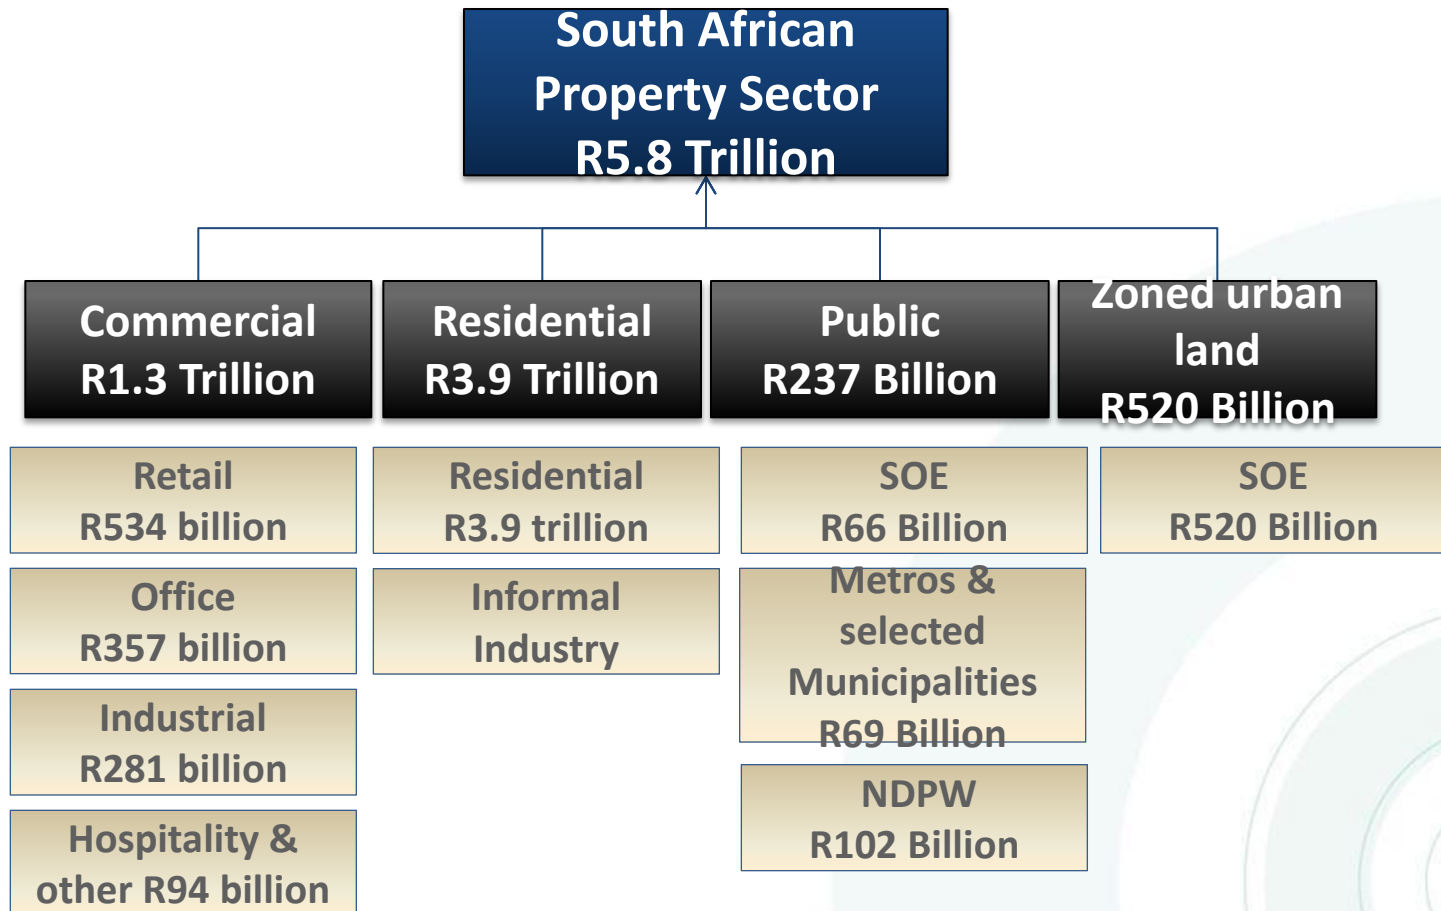 South African
Property Sector
R5.8 Trillion
Commercial
R1.3 Trillion
Residential
R3.9 Trillion
Public
R237 Billion
Zoned urban
land
R520 Billion
Retail
R534 billion
Office
R357 billion
Industrial
R281 billion
Hospitality &
other R94 billion
Residential
R3.9 trillion
Informal
Industry
SOE
R66 Billion
Metros &
selected
Municipalities
R69 Billion
NDPW
R102 Billion
SOE
R520 Billion